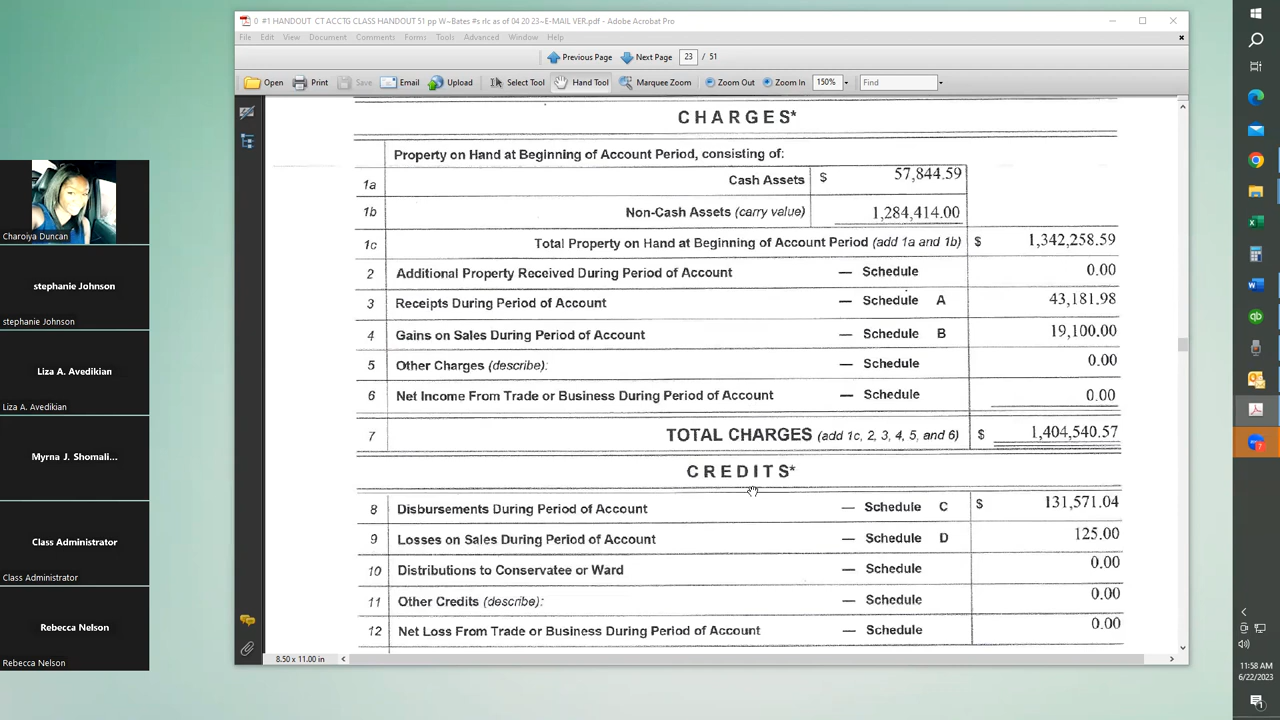 0 #1 HANDOUT CT ACCTG CLASS HANDOUT 51 pp W~Bates #s rlc as of 04 20 23~E-MAIL VER.pdf - Adobe Acrobat Pro
File Edit View Document Comments Forms Tools Advanced Window Help
Previous Page Next Page 23 / 51
Open Print Save Email Upload Select Tool Hand Tool Marquee Zoom Zoom Out Zoom In 150% Find
CHARGES*
Property on Hand at Beginning of Account Period, consisting of:
1a Cash Assets $ 57,844.59
1b Non-Cash Assets (carry value) 1,284,414.00
1c Total Property on Hand at Beginning of Account Period (add 1a and 1b) $ 1,342,258.59
2 Additional Property Received During Period of Account — Schedule 0.00
3 Receipts During Period of Account — Schedule A 43,181.98
4 Gains on Sales During Period of Account — Schedule B 19,100.00
5 Other Charges (describe): — Schedule 0.00
6 Net Income From Trade or Business During Period of Account — Schedule 0.00
7 TOTAL CHARGES (add 1c, 2, 3, 4, 5, and 6) $ 1,404,540.57
CREDITS*
8 Disbursements During Period of Account — Schedule C $ 131,571.04
9 Losses on Sales During Period of Account — Schedule D 125.00
10 Distributions to Conservatee or Ward — Schedule 0.00
11 Other Credits (describe): — Schedule 0.00
12 Net Loss From Trade or Business During Period of Account — Schedule 0.00
8.50 x 11.00 in
Charoiya Duncan
stephanie Johnson
stephanie Johnson
Liza A. Avedikian
Liza A. Avedikian
Myrna J. Shomali...
Class Administrator
Class Administrator
Rebecca Nelson
Rebecca Nelson
11:58 AM
6/22/2023